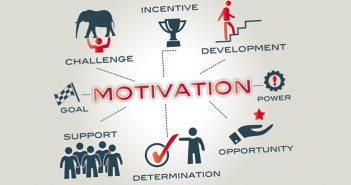 INCENTIVE
CHALLENGE
DEVELOPMENT
GOAL
MOTIVATION
POWER
SUPPORT
DETERMINATION
OPPORTUNITY